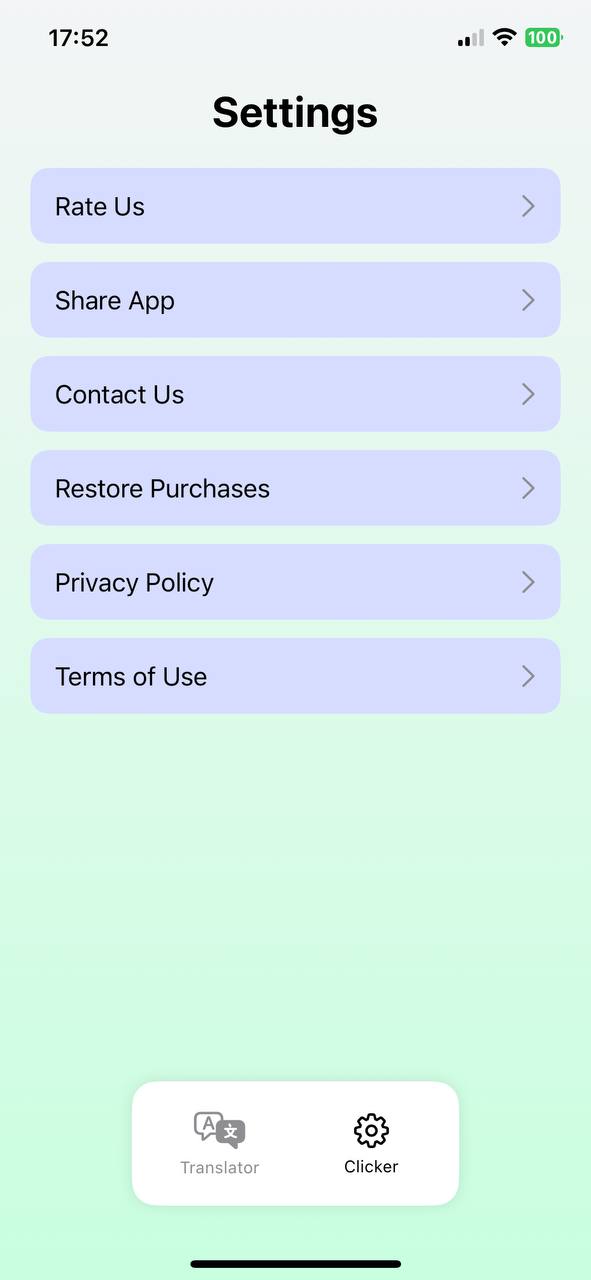 17:52
100
Settings
Rate Us
Share App
Contact Us
Restore Purchases
Privacy Policy
Terms of Use
A 文
Translator
Clicker